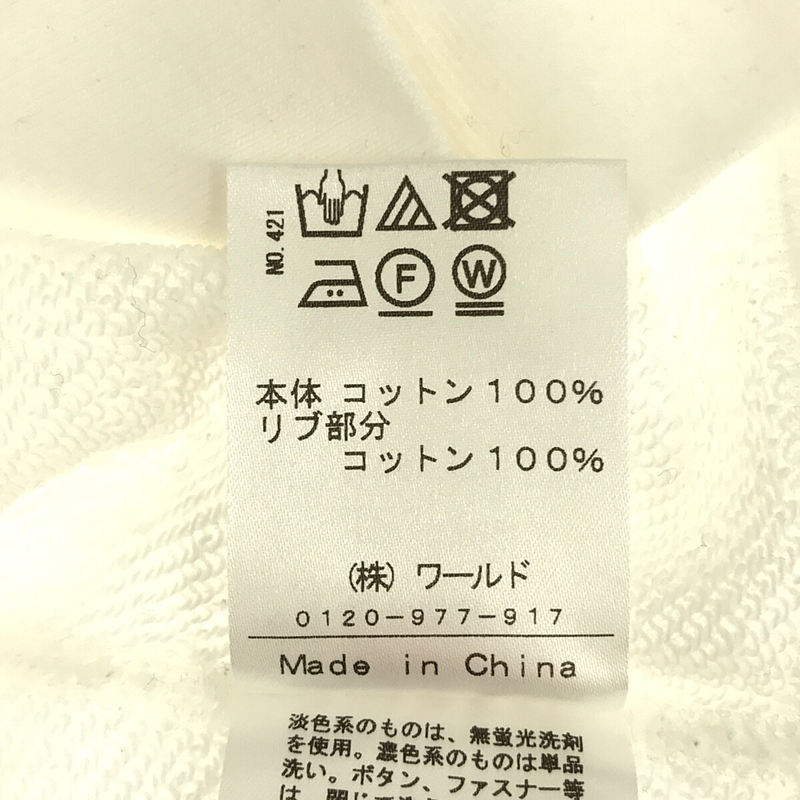 NO.421
F W
本体 コットン100%
リブ部分
コットン100%
(株) ワールド
0120-977-917
Made in China
淡色系のものは、無蛍光洗剤
を使用。濃色系のものは単品
洗い。ボタン、ファスナー等
は、閉じ